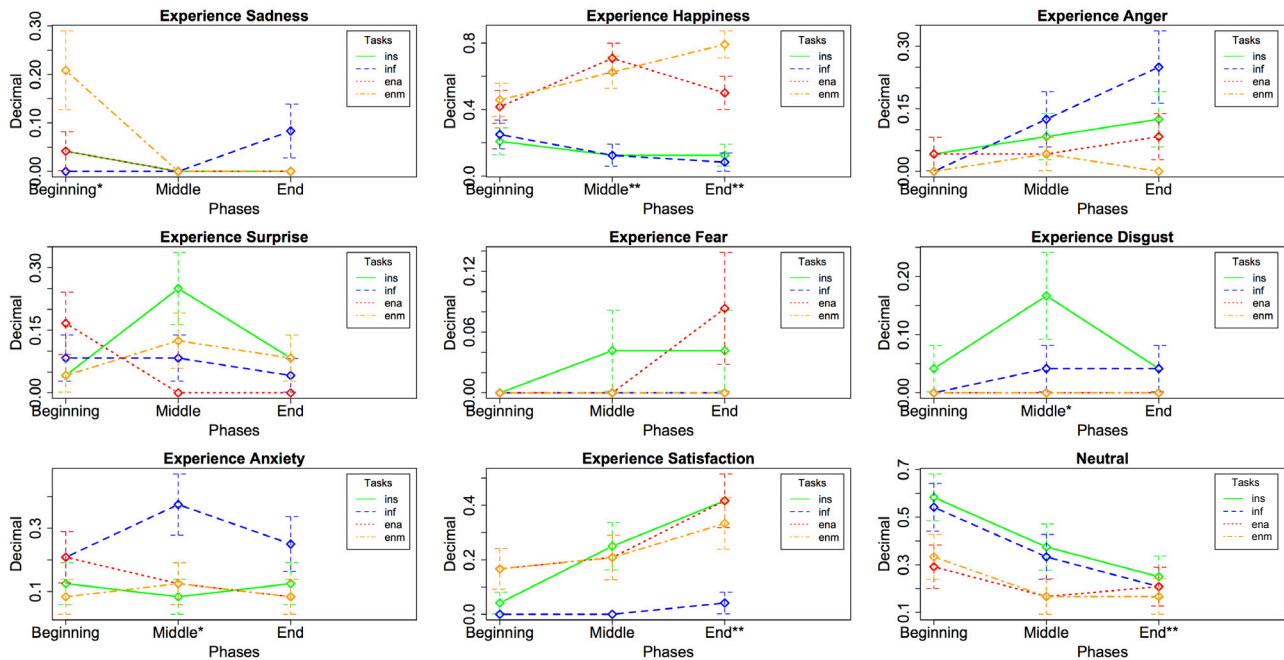 Experience Sadness
Decimal
0.00 0.10 0.20 0.30
Tasks
ins
inf
ena
enm
Beginning* Middle End
Phases
Experience Happiness
Decimal
0.0 0.4 0.8
Tasks
ins
inf
ena
enm
Beginning Middle** End**
Phases
Experience Anger
Decimal
0.00 0.15 0.30
Tasks
ins
inf
ena
enm
Beginning Middle End
Phases
Experience Surprise
Decimal
0.00 0.15 0.30
Tasks
ins
inf
ena
enm
Beginning Middle End
Phases
Experience Fear
Decimal
0.00 0.06 0.12
Tasks
ins
inf
ena
enm
Beginning Middle End
Phases
Experience Disgust
Decimal
0.00 0.10 0.20
Tasks
ins
inf
ena
enm
Beginning Middle* End
Phases
Experience Anxiety
Decimal
0.1 0.3
Tasks
ins
inf
ena
enm
Beginning Middle* End
Phases
Experience Satisfaction
Decimal
0.0 0.2 0.4
Tasks
ins
inf
ena
enm
Beginning Middle End**
Phases
Neutral
Decimal
0.1 0.3 0.5 0.7
Tasks
ins
inf
ena
enm
Beginning Middle End**
Phases